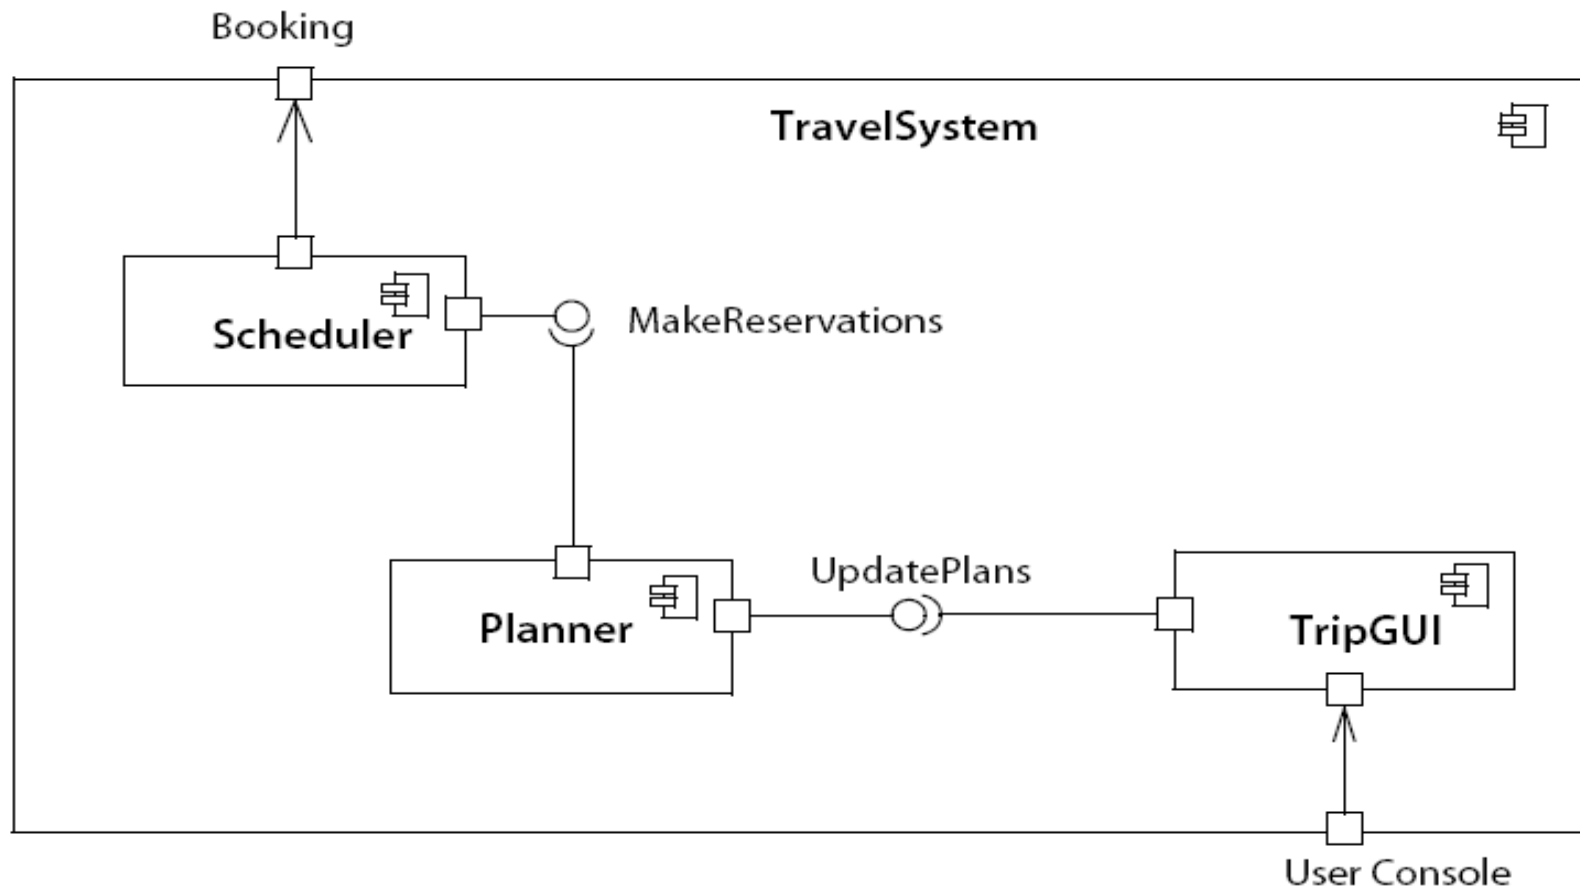 Booking
TravelSystem
Scheduler
MakeReservations
UpdatePlans
Planner
TripGUI
User Console